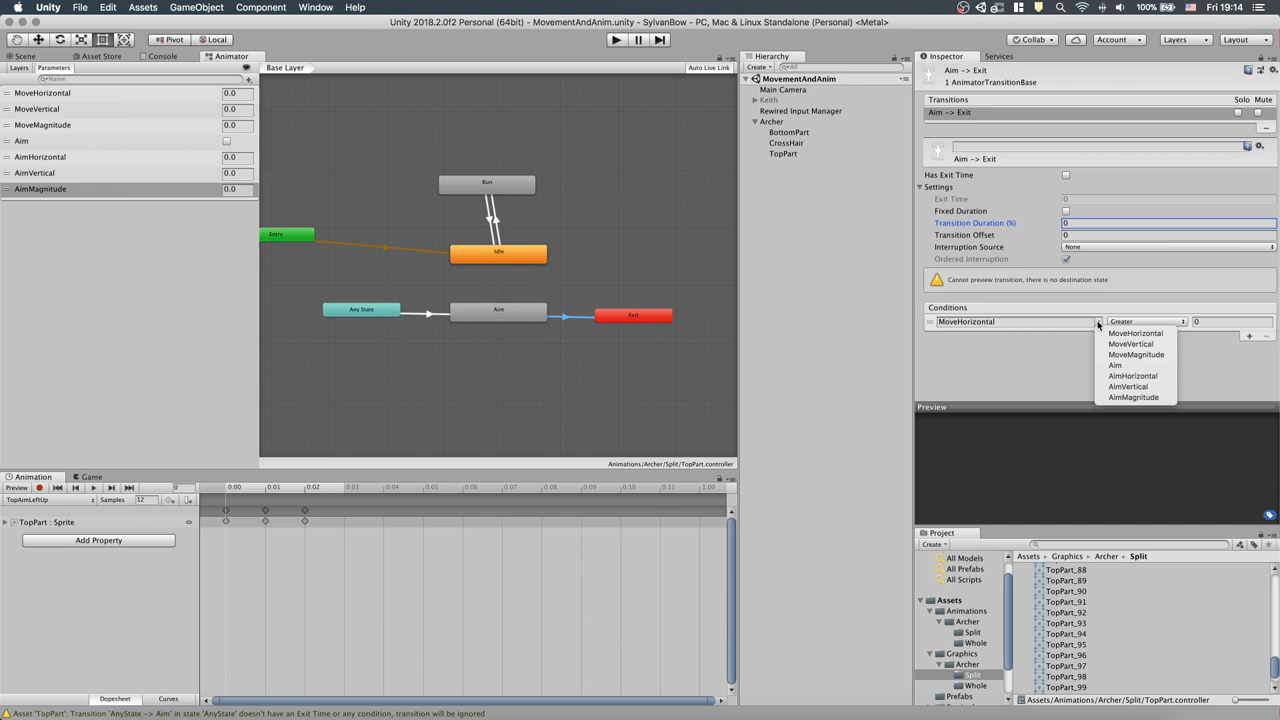 Unity File Edit Assets GameObject Component Window Help 100% Fri 19:14
Unity 2018.2.0f2 Personal (64bit) - MovementAndAnim.unity - SylvanBow - PC, Mac & Linux Standalone (Personal) <Metal>
Pivot Local Collab Account Layers Layout
Scene Asset Store Console Animator
Layers Parameters Base Layer Auto Live Link
Name
MoveHorizontal 0.0
MoveVertical 0.0
MoveMagnitude 0.0
Aim
AimHorizontal 0.0
AimVertical 0.0
AimMagnitude 0.0
Run
Entry
Idle
Any State
Aim
Exit
Animations/Archer/Split/TopPart.controller
Hierarchy
Create All
MovementAndAnim
Main Camera
Keith
Rewired Input Manager
Archer
BottomPart
CrossHair
TopPart
Inspector Services
Aim -> Exit
1 AnimatorTransitionBase
Transitions Solo Mute
Aim -> Exit
Aim -> Exit
Has Exit Time
Settings
Exit Time 0
Fixed Duration
Transition Duration (%) 0
Transition Offset 0
Interruption Source None
Ordered Interruption
Cannot preview transition, there is no destination state
Conditions
MoveHorizontal Greater 0
MoveHorizontal
MoveVertical
MoveMagnitude
Aim
AimHorizontal
AimVertical
AimMagnitude
Preview
Animation Game
Preview 0 0:00 0:01 0:02 0:03 0:04 0:05 0:06 0:07 0:08 0:09 0:10 0:11 1:00
TopAimLeftUp Samples 12
TopPart : Sprite
Add Property
Dopesheet Curves
Project
Create
All Models
All Prefabs
All Scripts
Assets
Animations
Archer
Split
Whole
Graphics
Archer
Split
Whole
Prefabs
Assets Graphics Archer Split
TopPart_88
TopPart_89
TopPart_90
TopPart_91
TopPart_92
TopPart_93
TopPart_94
TopPart_95
TopPart_96
TopPart_97
TopPart_98
TopPart_99
Assets/Animations/Archer/Split/TopPart.controller
Asset 'TopPart': Transition 'AnyState -> Aim' in state 'AnyState' doesn't have an Exit Time or any condition, transition will be ignored